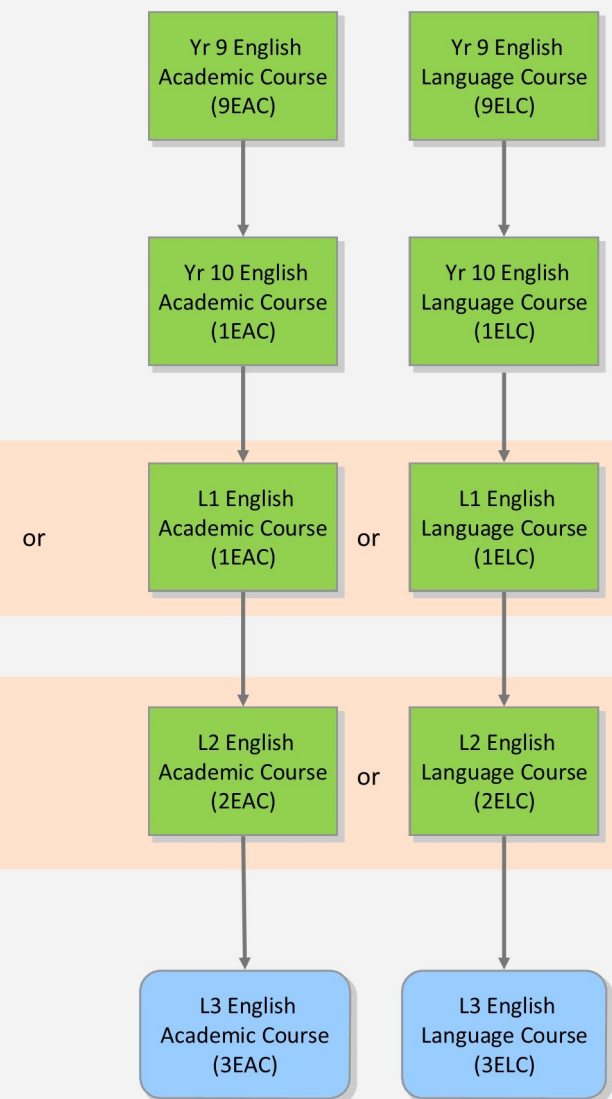 Yr 9 English
Academic Course
(9EAC)
Yr 9 English
Language Course
(9ELC)
Yr 10 English
Academic Course
(1EAC)
Yr 10 English
Language Course
(1ELC)
or
L1 English
Academic Course
(1EAC)
or
L1 English
Language Course
(1ELC)
L2 English
Academic Course
(2EAC)
or
L2 English
Language Course
(2ELC)
L3 English
Academic Course
(3EAC)
L3 English
Language Course
(3ELC)